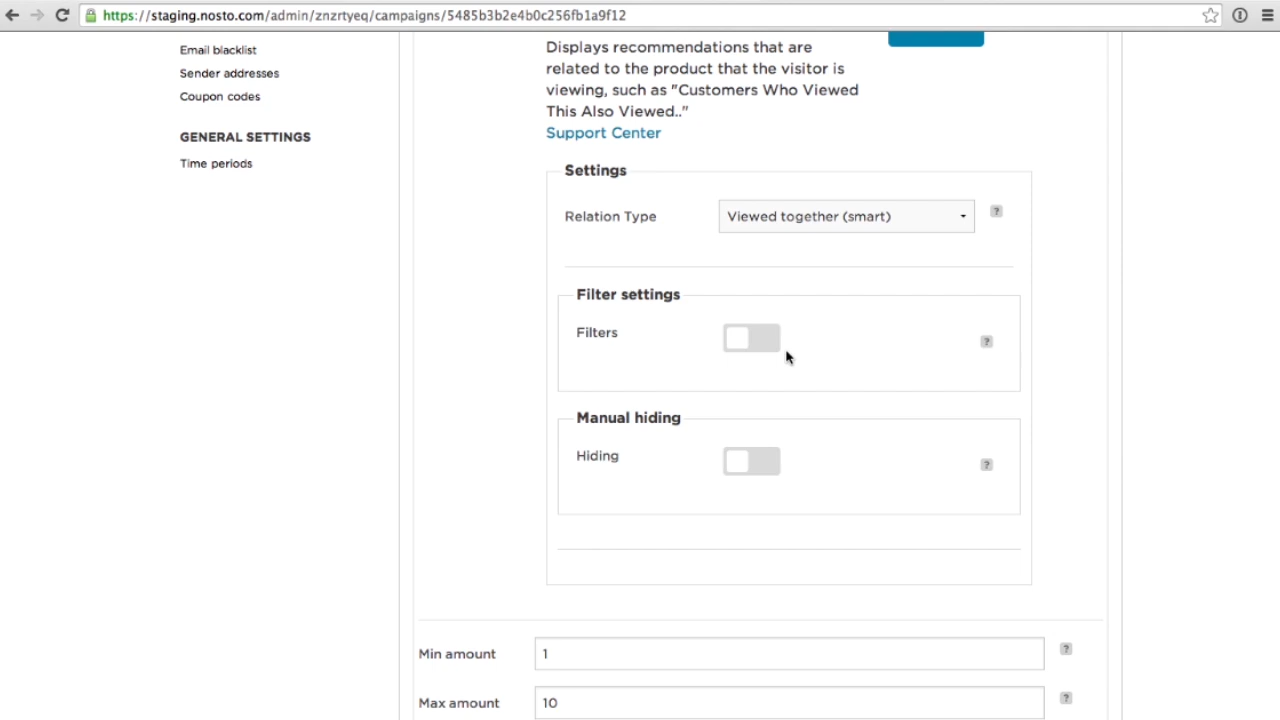 https://staging.nosto.com/admin/znzrtyeq/campaigns/5485b3b2e4b0c256fb1a9f12
Email blacklist
Sender addresses
Coupon codes
GENERAL SETTINGS
Time periods
Displays recommendations that are
related to the product that the visitor is
viewing, such as "Customers Who Viewed
This Also Viewed.."
Support Center
Settings
Relation Type
Viewed together (smart)
?
Filter settings
Filters
?
Manual hiding
Hiding
?
Min amount
1
?
Max amount
10
?